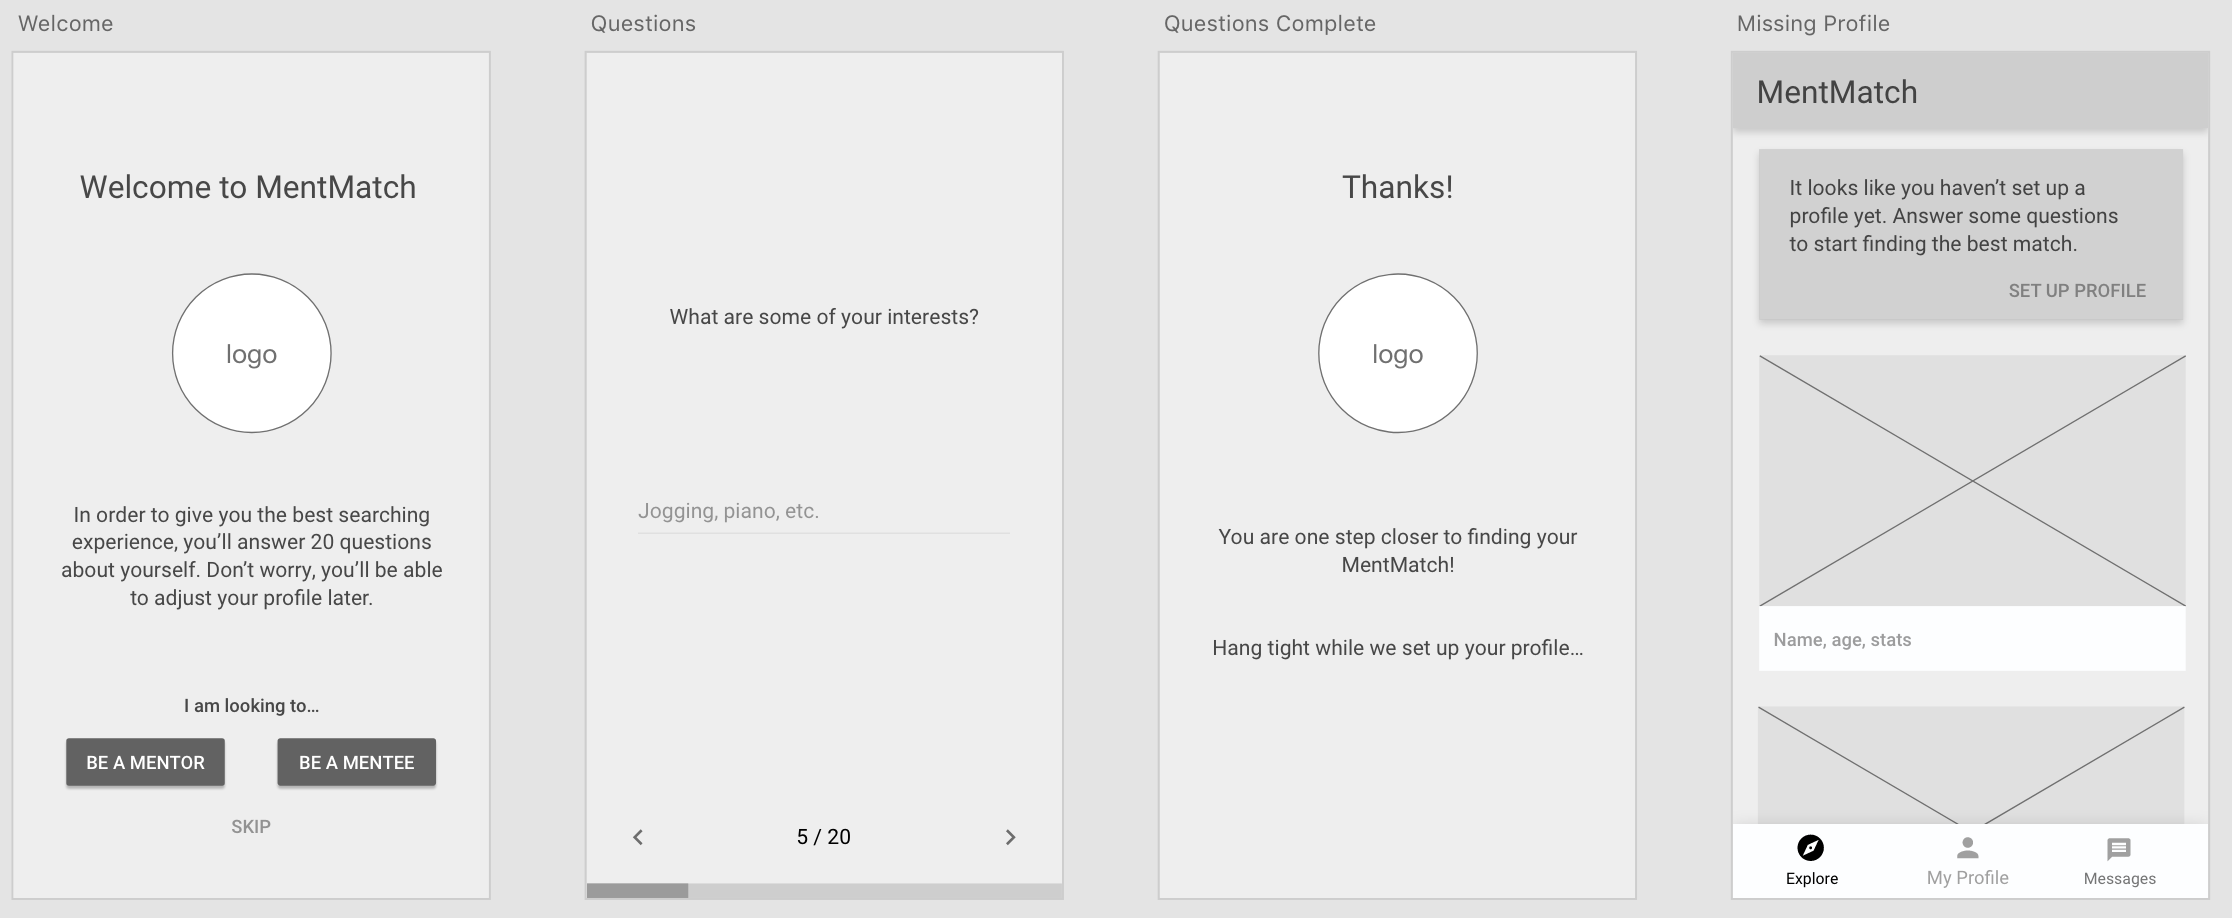 Welcome
Welcome to MentMatch
logo
In order to give you the best searching
experience, you’ll answer 20 questions
about yourself. Don’t worry, you’ll be able
to adjust your profile later.
I am looking to…
BE A MENTOR
BE A MENTEE
SKIP
Questions
What are some of your interests?
Jogging, piano, etc.
5 / 20
Questions Complete
Thanks!
logo
You are one step closer to finding your
MentMatch!
Hang tight while we set up your profile…
Missing Profile
MentMatch
It looks like you haven’t set up a
profile yet. Answer some questions
to start finding the best match.
SET UP PROFILE
Name, age, stats
Explore
My Profile
Messages